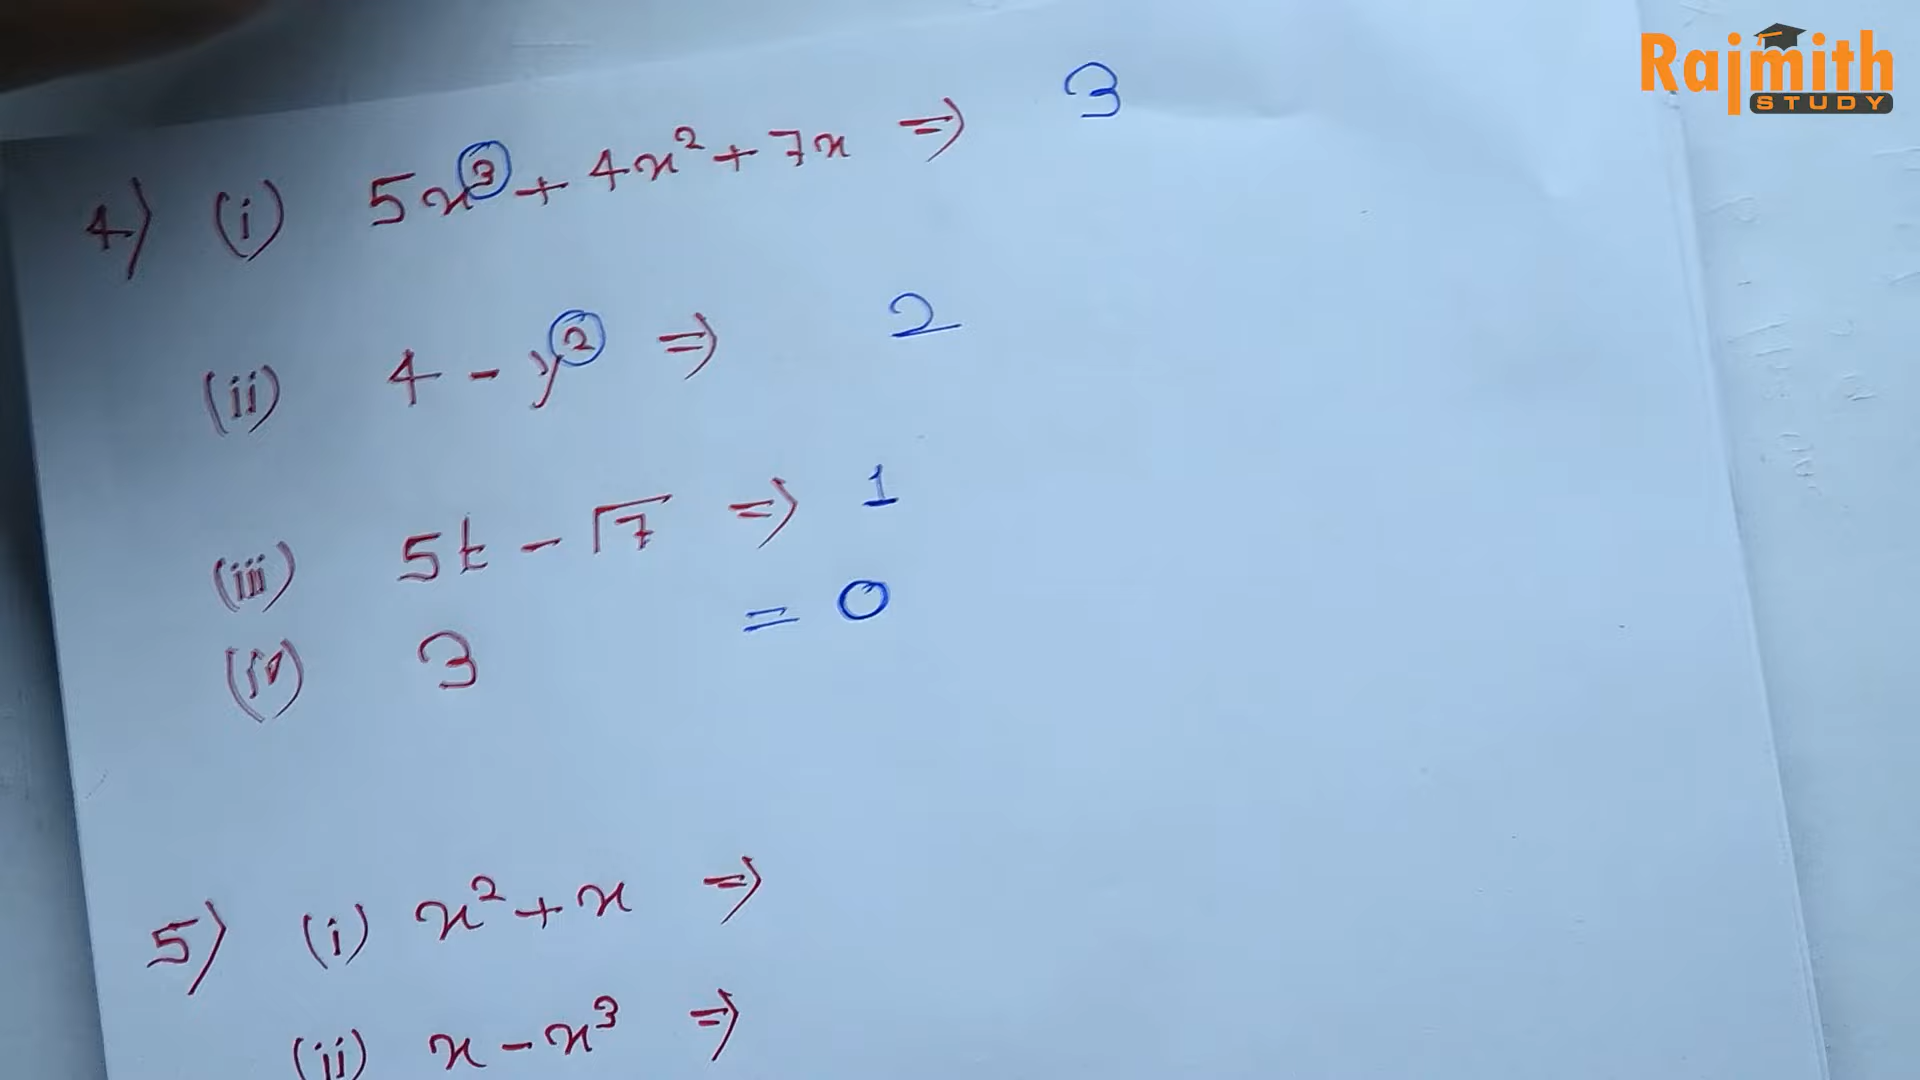 Rajmith
STUDY
4) (i) 5x³ + 4x² + 7x ⇒ 3
(ii) 4 - y² ⇒ 2
(iii) 5t - √7 ⇒ 1
(iv) 3 = 0
5) (i) x² + x ⇒
(ii) x - x³ ⇒